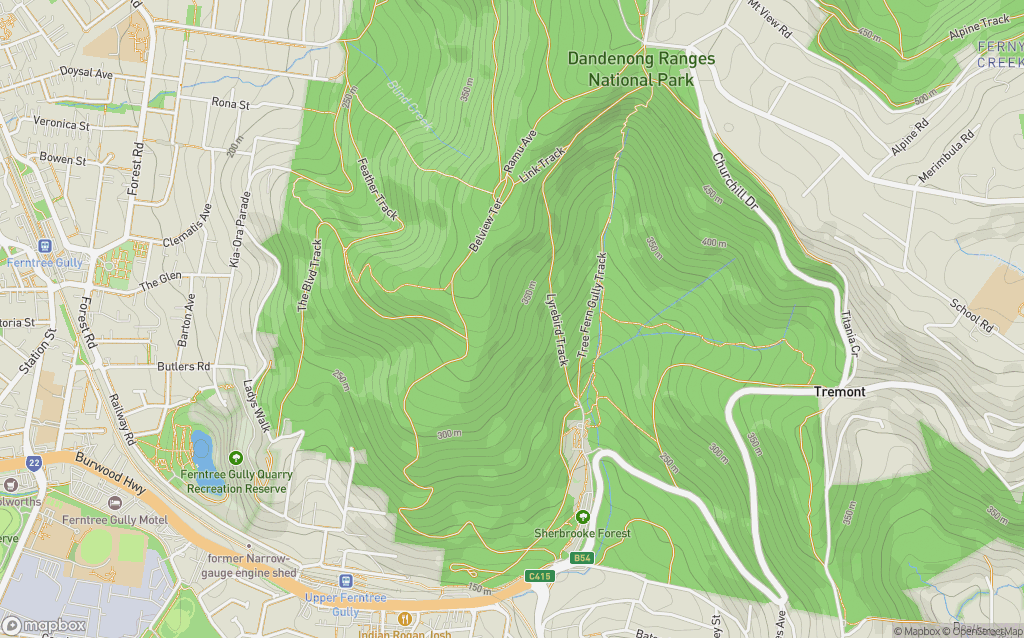 Mt View Rd
Alpine Track
450 m
FERNY
CREEK
Dandenong Ranges
National Park
Doysal Ave
Blind Creek
350 m
250 m
Rona St
500 m
Veronica St
Alpine Rd
Ramu Ave
200 m
Merimbula Rd
Bowen St
Link Track
Forest Rd
Feather Track
Churchill Dr
450 m
Belview Ter
Clematis Ave
Kia-Ora Parade
350 m
400 m
Ferntree Gully
The Blvd Track
The Glen
Tree Fern Gully Track
350 m
Lyrebird Track
Forest Rd
Barton Ave
School Rd
Titania Cr
Station St
Butlers Rd
250 m
Ladys Walk
Tremont
Railway Rd
300 m
350 m
300 m
250 m
22
Burwood Hwy
Ferntree Gully Quarry
Recreation Reserve
Ferntree Gully Motel
350 m
350 m
Sherbrooke Forest
former Narrow-
gauge engine shed
B54
C415
150 m
Upper Ferntree
Gully
Indian Rogan Josh
mapbox
© Mapbox © OpenStreetMap